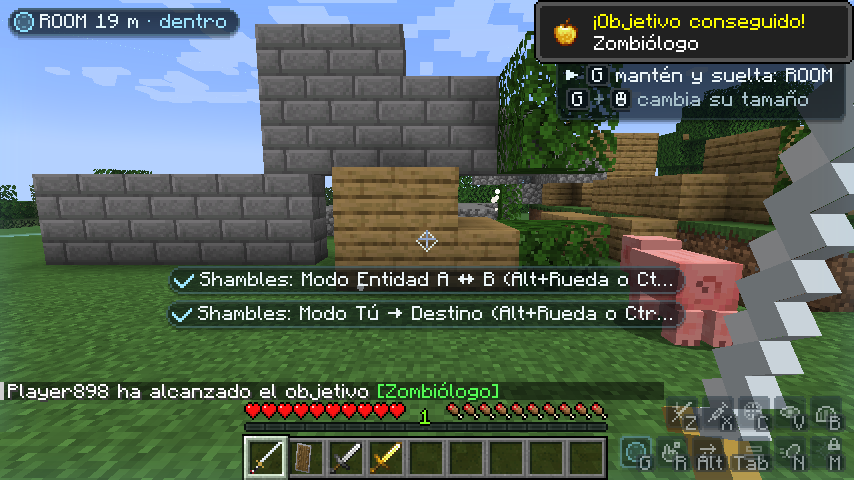 ROOM 19 m · dentro
¡Objetivo conseguido!
Zombiólogo
► G mantén y suelta: ROOM
G + cambia su tamaño
Shambles: Modo Entidad A ↔ B (Alt+Rueda o Ct...
Shambles: Modo Tú → Destino (Alt+Rueda o Ctr...
Player898 ha alcanzado el objetivo [Zombiólogo]
1
Z X C V B
G R Alt Tab N M